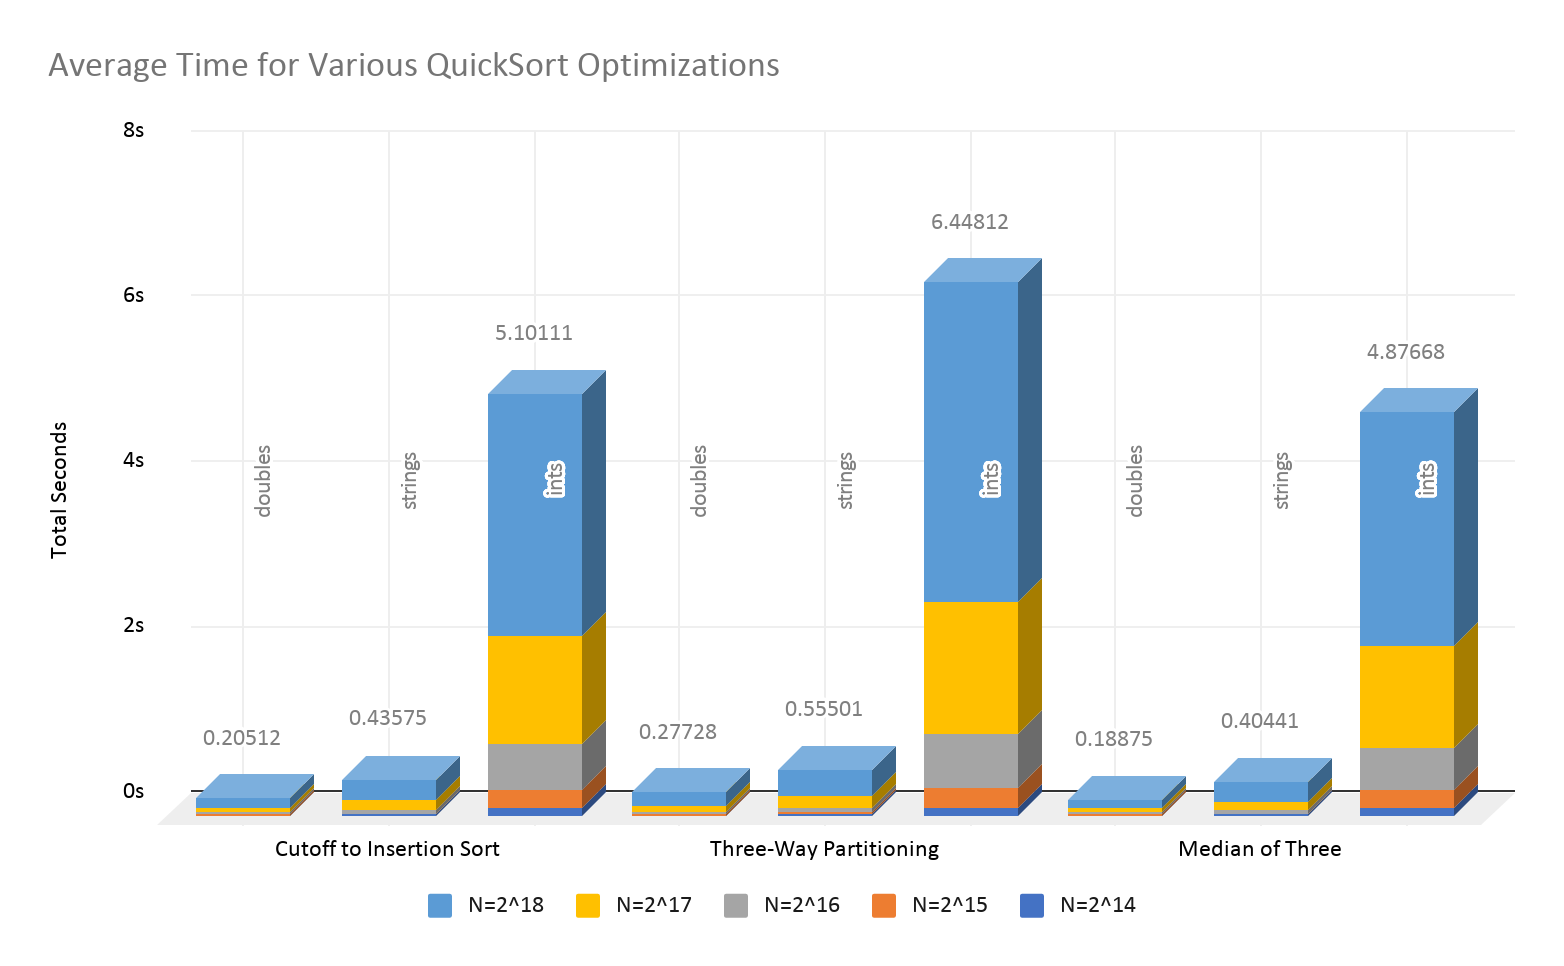 Average Time for Various QuickSort Optimizations
8s
6s
4s
2s
0s
Total Seconds
0.20512
0.43575
5.10111
0.27728
0.55501
6.44812
0.18875
0.40441
4.87668
doubles
strings
ints
doubles
strings
ints
doubles
strings
ints
Cutoff to Insertion Sort
Three-Way Partitioning
Median of Three
N=2^18
N=2^17
N=2^16
N=2^15
N=2^14